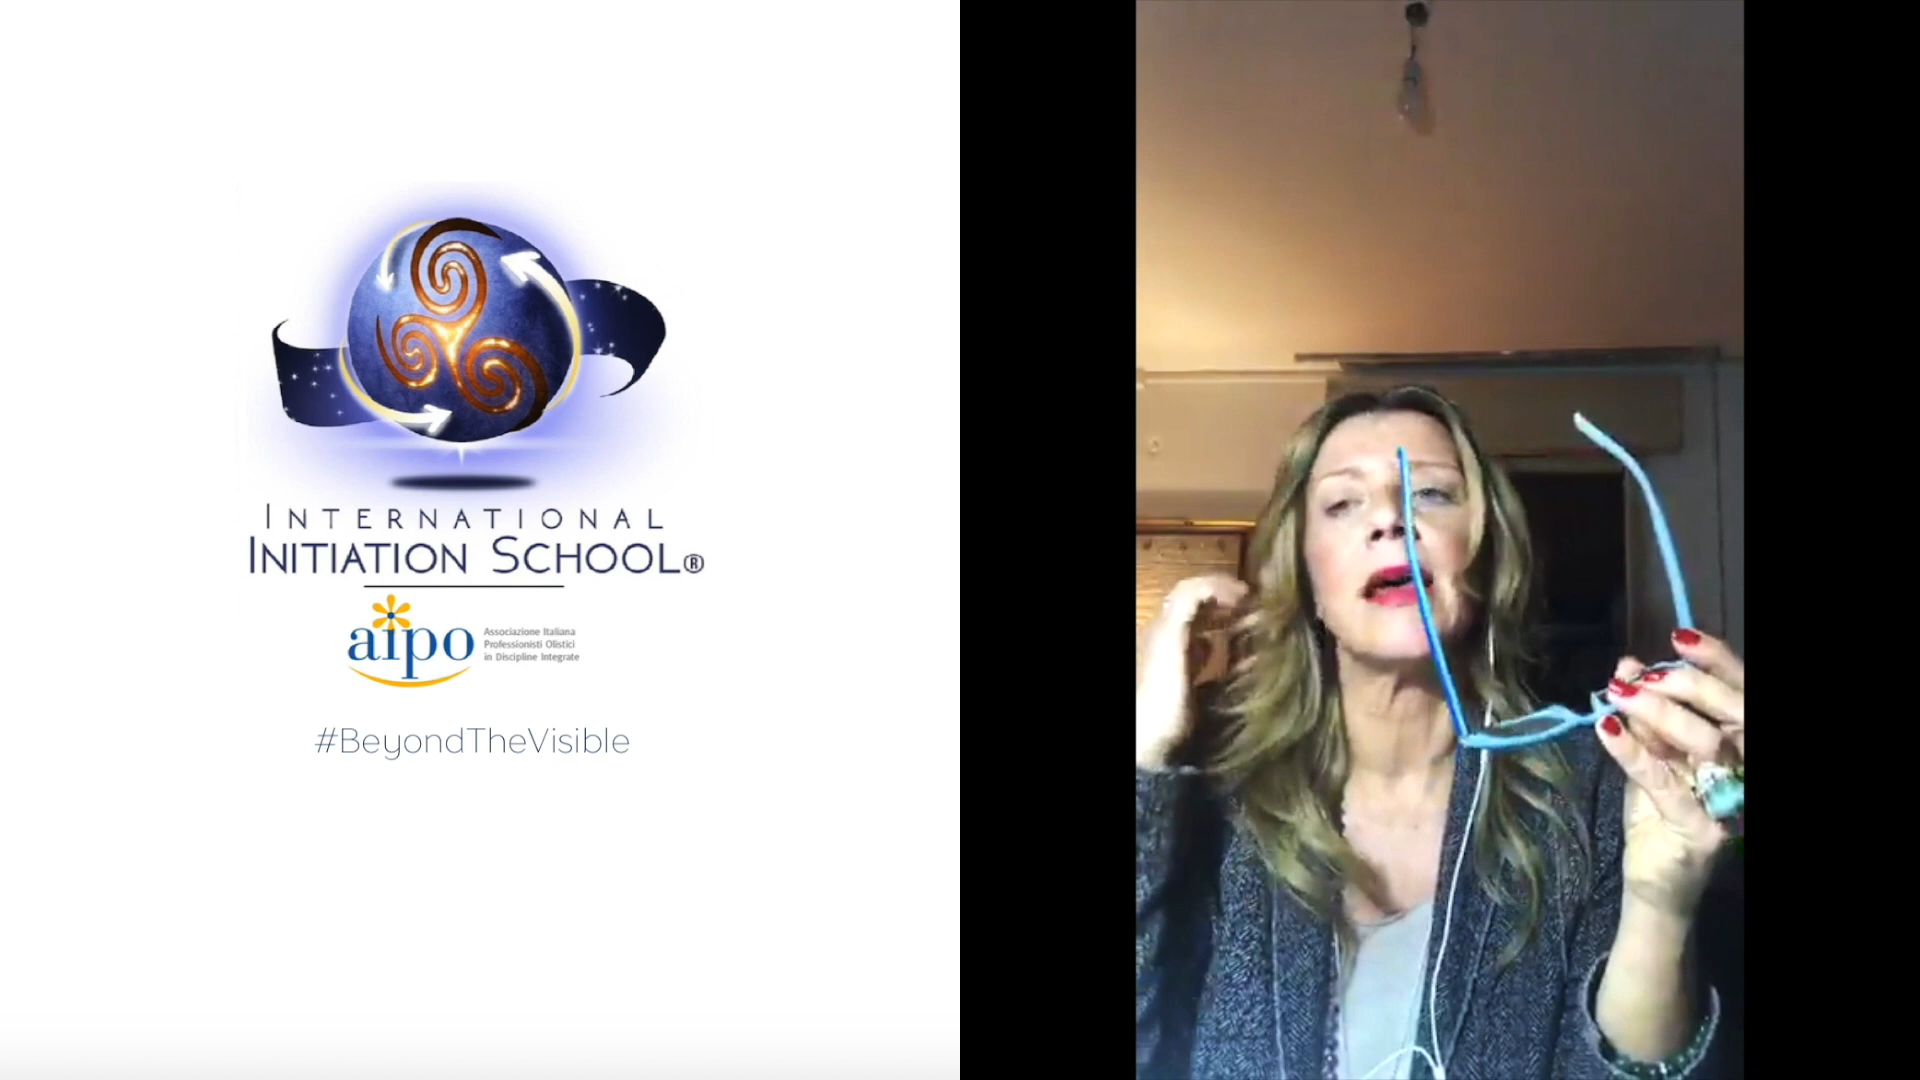 INTERNATIONAL
INITIATION SCHOOL®
aipo
Associazione Italiana
Professionisti Olistici
in Discipline Integrate
#BeyondTheVisible